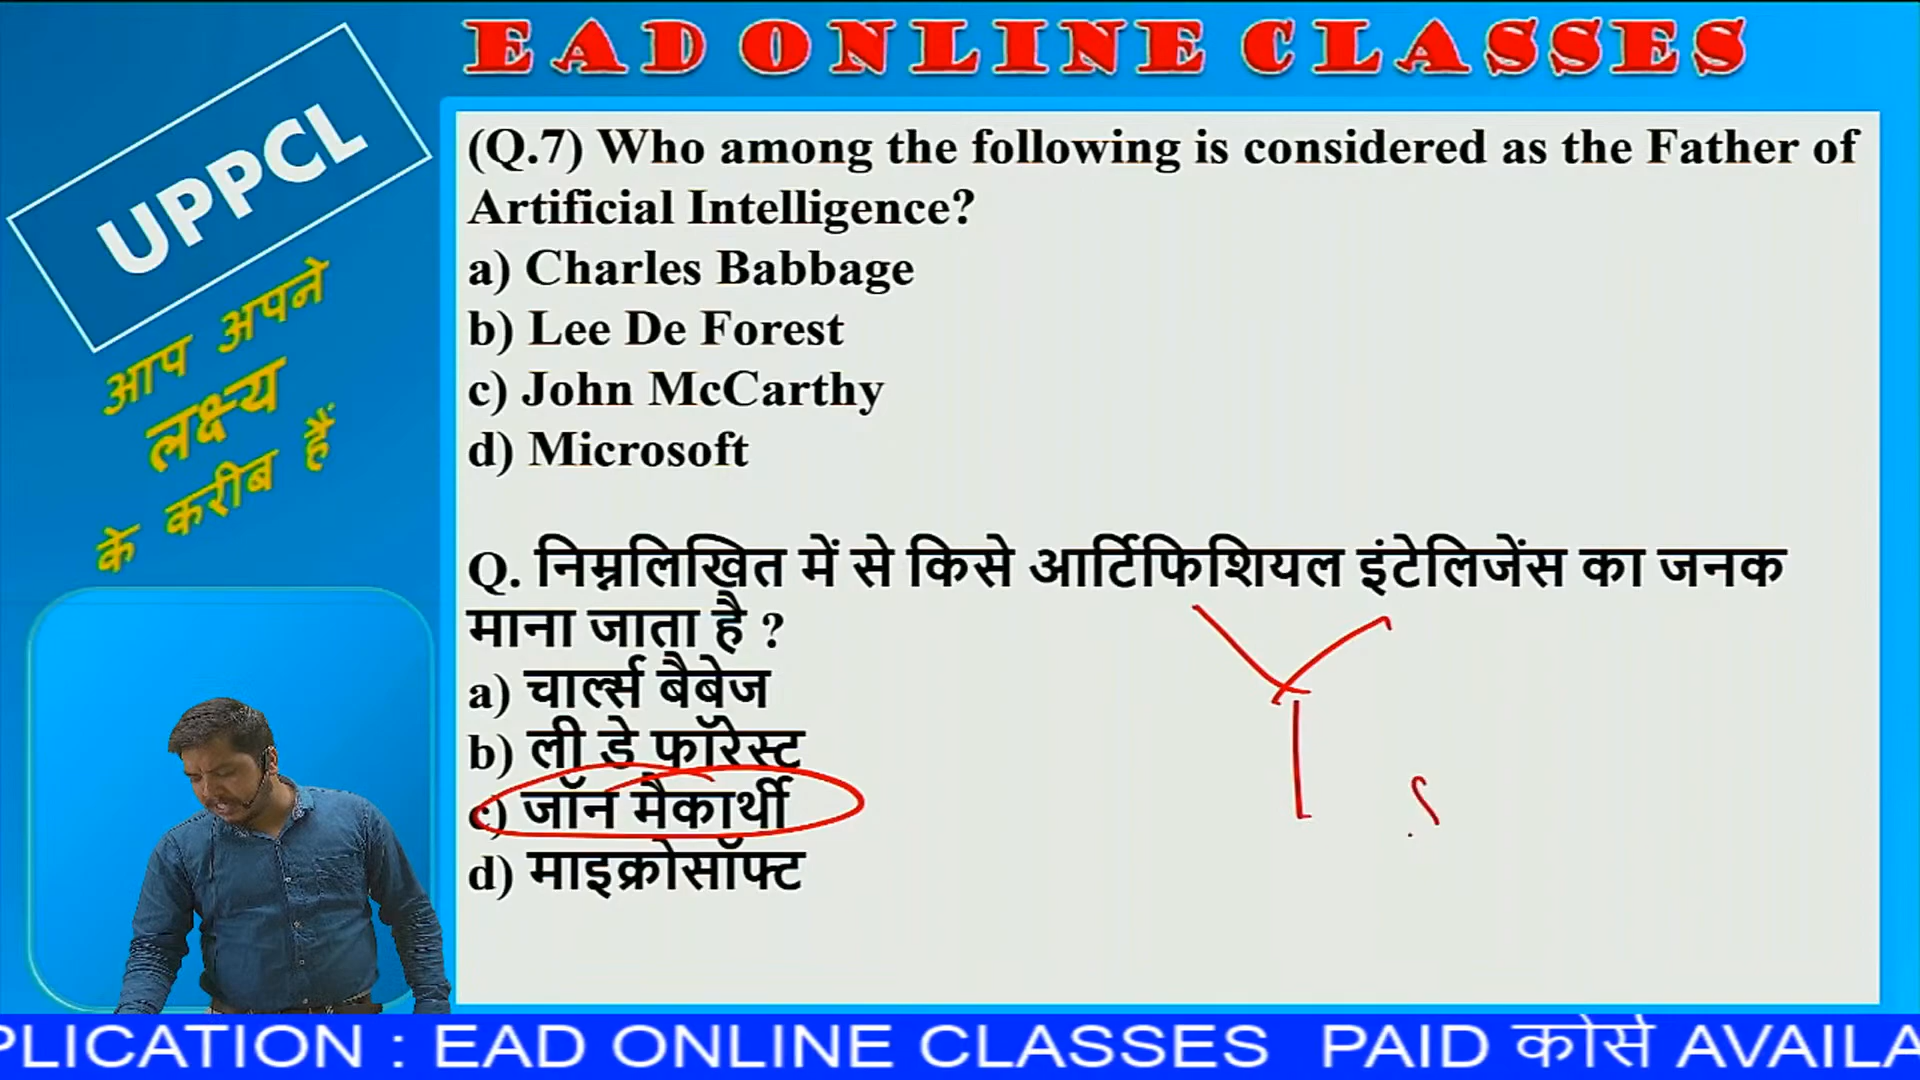 EAD ONLINE CLASSES
UPPCL
आप अपने
लक्ष्य
के करीब हैं
(Q.7) Who among the following is considered as the Father of
Artificial Intelligence?
a) Charles Babbage
b) Lee De Forest
c) John McCarthy
d) Microsoft
Q. निम्नलिखित में से किसे आर्टिफिशियल इंटेलिजेंस का जनक
माना जाता है ?
a) चार्ल्स बैबेज
b) ली डे फॉरेस्ट
c) जॉन मैकार्थी
d) माइक्रोसॉफ्ट
PLICATION : EAD ONLINE CLASSES PAID कोर्स AVAILA